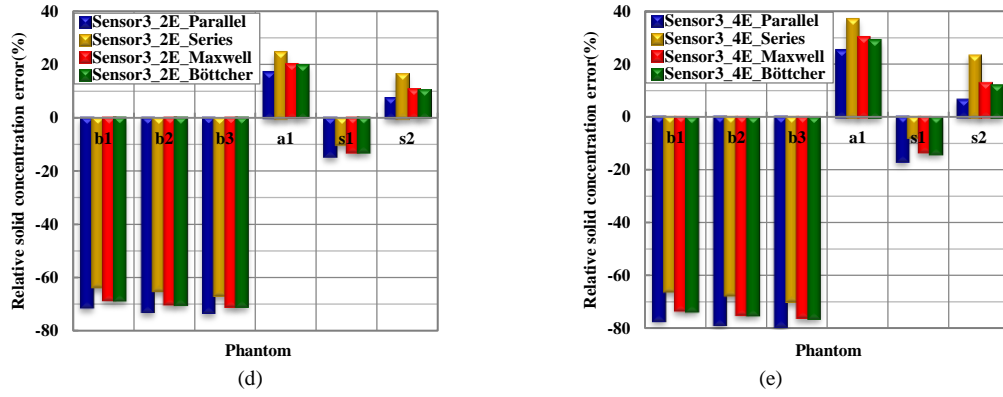 Relative solid concentration error(%)
40
20
0
-20
-40
-60
-80
Sensor3_2E_Parallel
Sensor3_2E_Series
Sensor3_2E_Maxwell
Sensor3_2E_Böttcher
b1 b2 b3 a1 s1 s2
Phantom
(d)
Relative solid concentration error(%)
40
20
0
-20
-40
-60
-80
Sensor3_4E_Parallel
Sensor3_4E_Series
Sensor3_4E_Maxwell
Sensor3_4E_Böttcher
b1 b2 b3 a1 s1 s2
Phantom
(e)